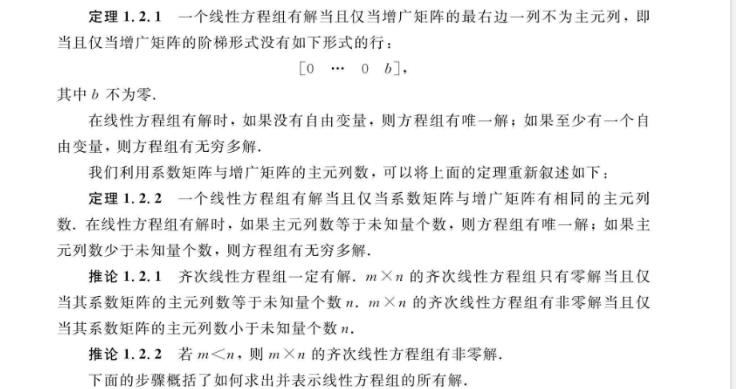 定理 1.2.1 一个线性方程组有解当且仅当增广矩阵的最右边一列不为主元列，即
当且仅当增广矩阵的阶梯形式没有如下形式的行：
[0 ⋯ 0 b]，
其中 b 不为零.
在线性方程组有解时，如果没有自由变量，则方程组有唯一解；如果至少有一个自
由变量，则方程组有无穷多解.
我们利用系数矩阵与增广矩阵的主元列数，可以将上面的定理重新叙述如下：
定理 1.2.2 一个线性方程组有解当且仅当系数矩阵与增广矩阵有相同的主元列
数. 在线性方程组有解时，如果主元列数等于未知量个数，则方程组有唯一解；如果主
元列数少于未知量个数，则方程组有无穷多解.
推论 1.2.1 齐次线性方程组一定有解. m×n 的齐次线性方程组只有零解当且仅
当其系数矩阵的主元列数等于未知量个数 n. m×n 的齐次线性方程组有非零解当且仅
当其系数矩阵的主元列数小于未知量个数 n.
推论 1.2.2 若 m<n，则 m×n 的齐次线性方程组有非零解.
下面的步骤概括了如何求出并表示线性方程组的所有解.